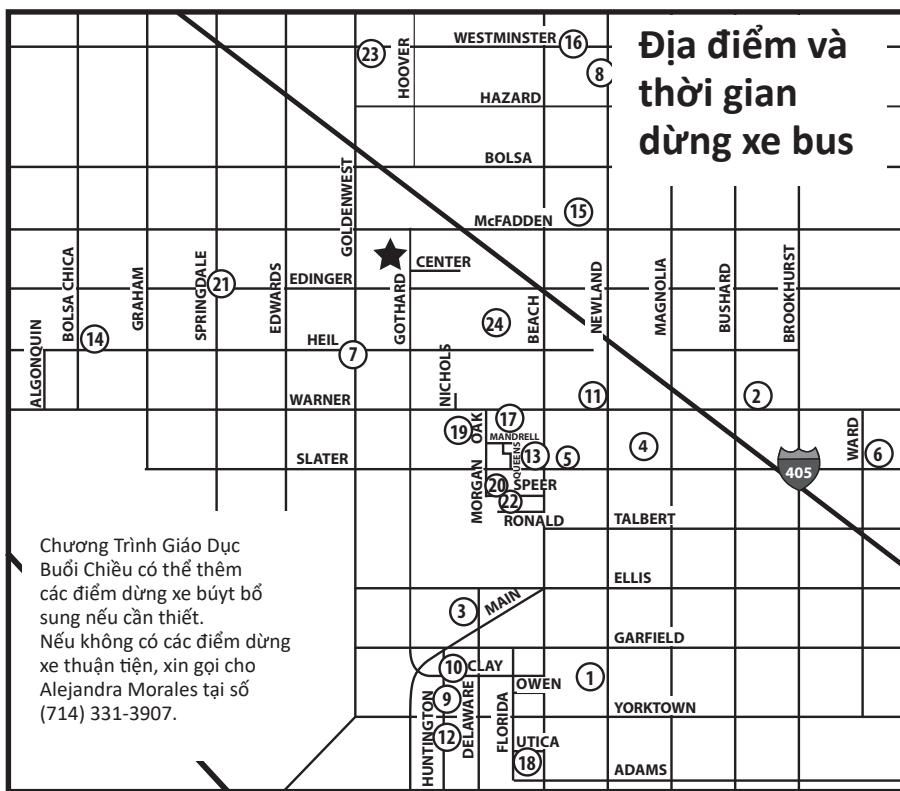 Địa điểm và
thời gian
dừng xe bus
WESTMINSTER
16
23
HOOVER
8
HAZARD
BOLSA
GOLDENWEST
15
McFADDEN
CENTER
BOLSA CHICA
GRAHAM
SPRINGDALE
21
EDWARDS
EDINGER
GOTHARD
BEACH
NEWLAND
MAGNOLIA
BUSHARD
BROOKHURST
24
ALGONQUIN
14
HEIL
7
NICHOLS
WARNER
11
2
OAK
17
19
MANDRELL
QUEENS
13
5
4
WARD
6
SLATER
405
MORGAN
20
SPEER
22
RONALD
TALBERT
Chương Trình Giáo Dục
Buổi Chiều có thể thêm
các điểm dừng xe búyt bổ
sung nếu cần thiết.
Nếu không có các điểm dừng
xe thuận tiện, xin gọi cho
Alejandra Morales tại số
(714) 331-3907.
ELLIS
3
MAIN
GARFIELD
10
CLAY
OWEN
1
9
HUNTINGTON
DELAWARE
FLORIDA
YORKTOWN
12
UTICA
18
ADAMS